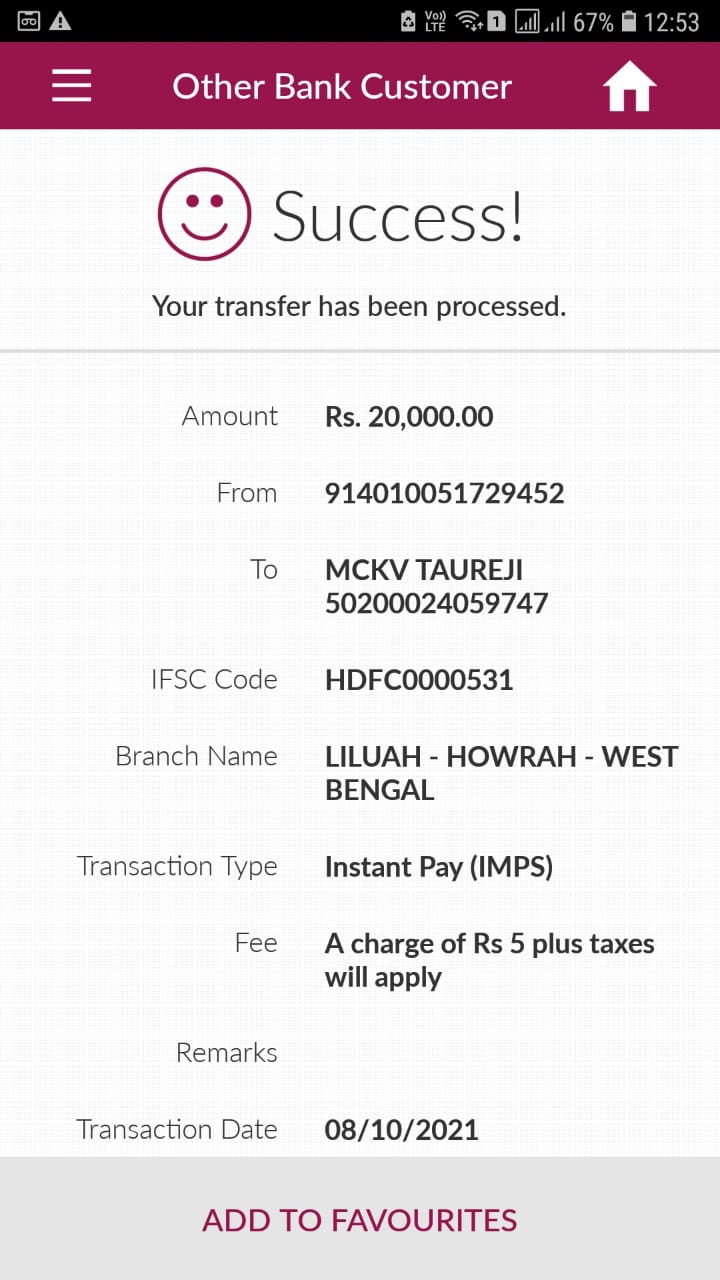 Vo)) LTE 1 67% 12:53
Other Bank Customer
Success!
Your transfer has been processed.
Amount Rs. 20,000.00
From 914010051729452
To MCKV TAUREJI
50200024059747
IFSC Code HDFC0000531
Branch Name LILUAH - HOWRAH - WEST
BENGAL
Transaction Type Instant Pay (IMPS)
Fee A charge of Rs 5 plus taxes
will apply
Remarks
Transaction Date 08/10/2021
ADD TO FAVOURITES